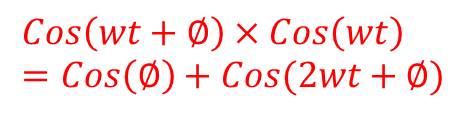 Cos(wt + ∅) × Cos(wt)
= Cos(∅) + Cos(2wt + ∅)